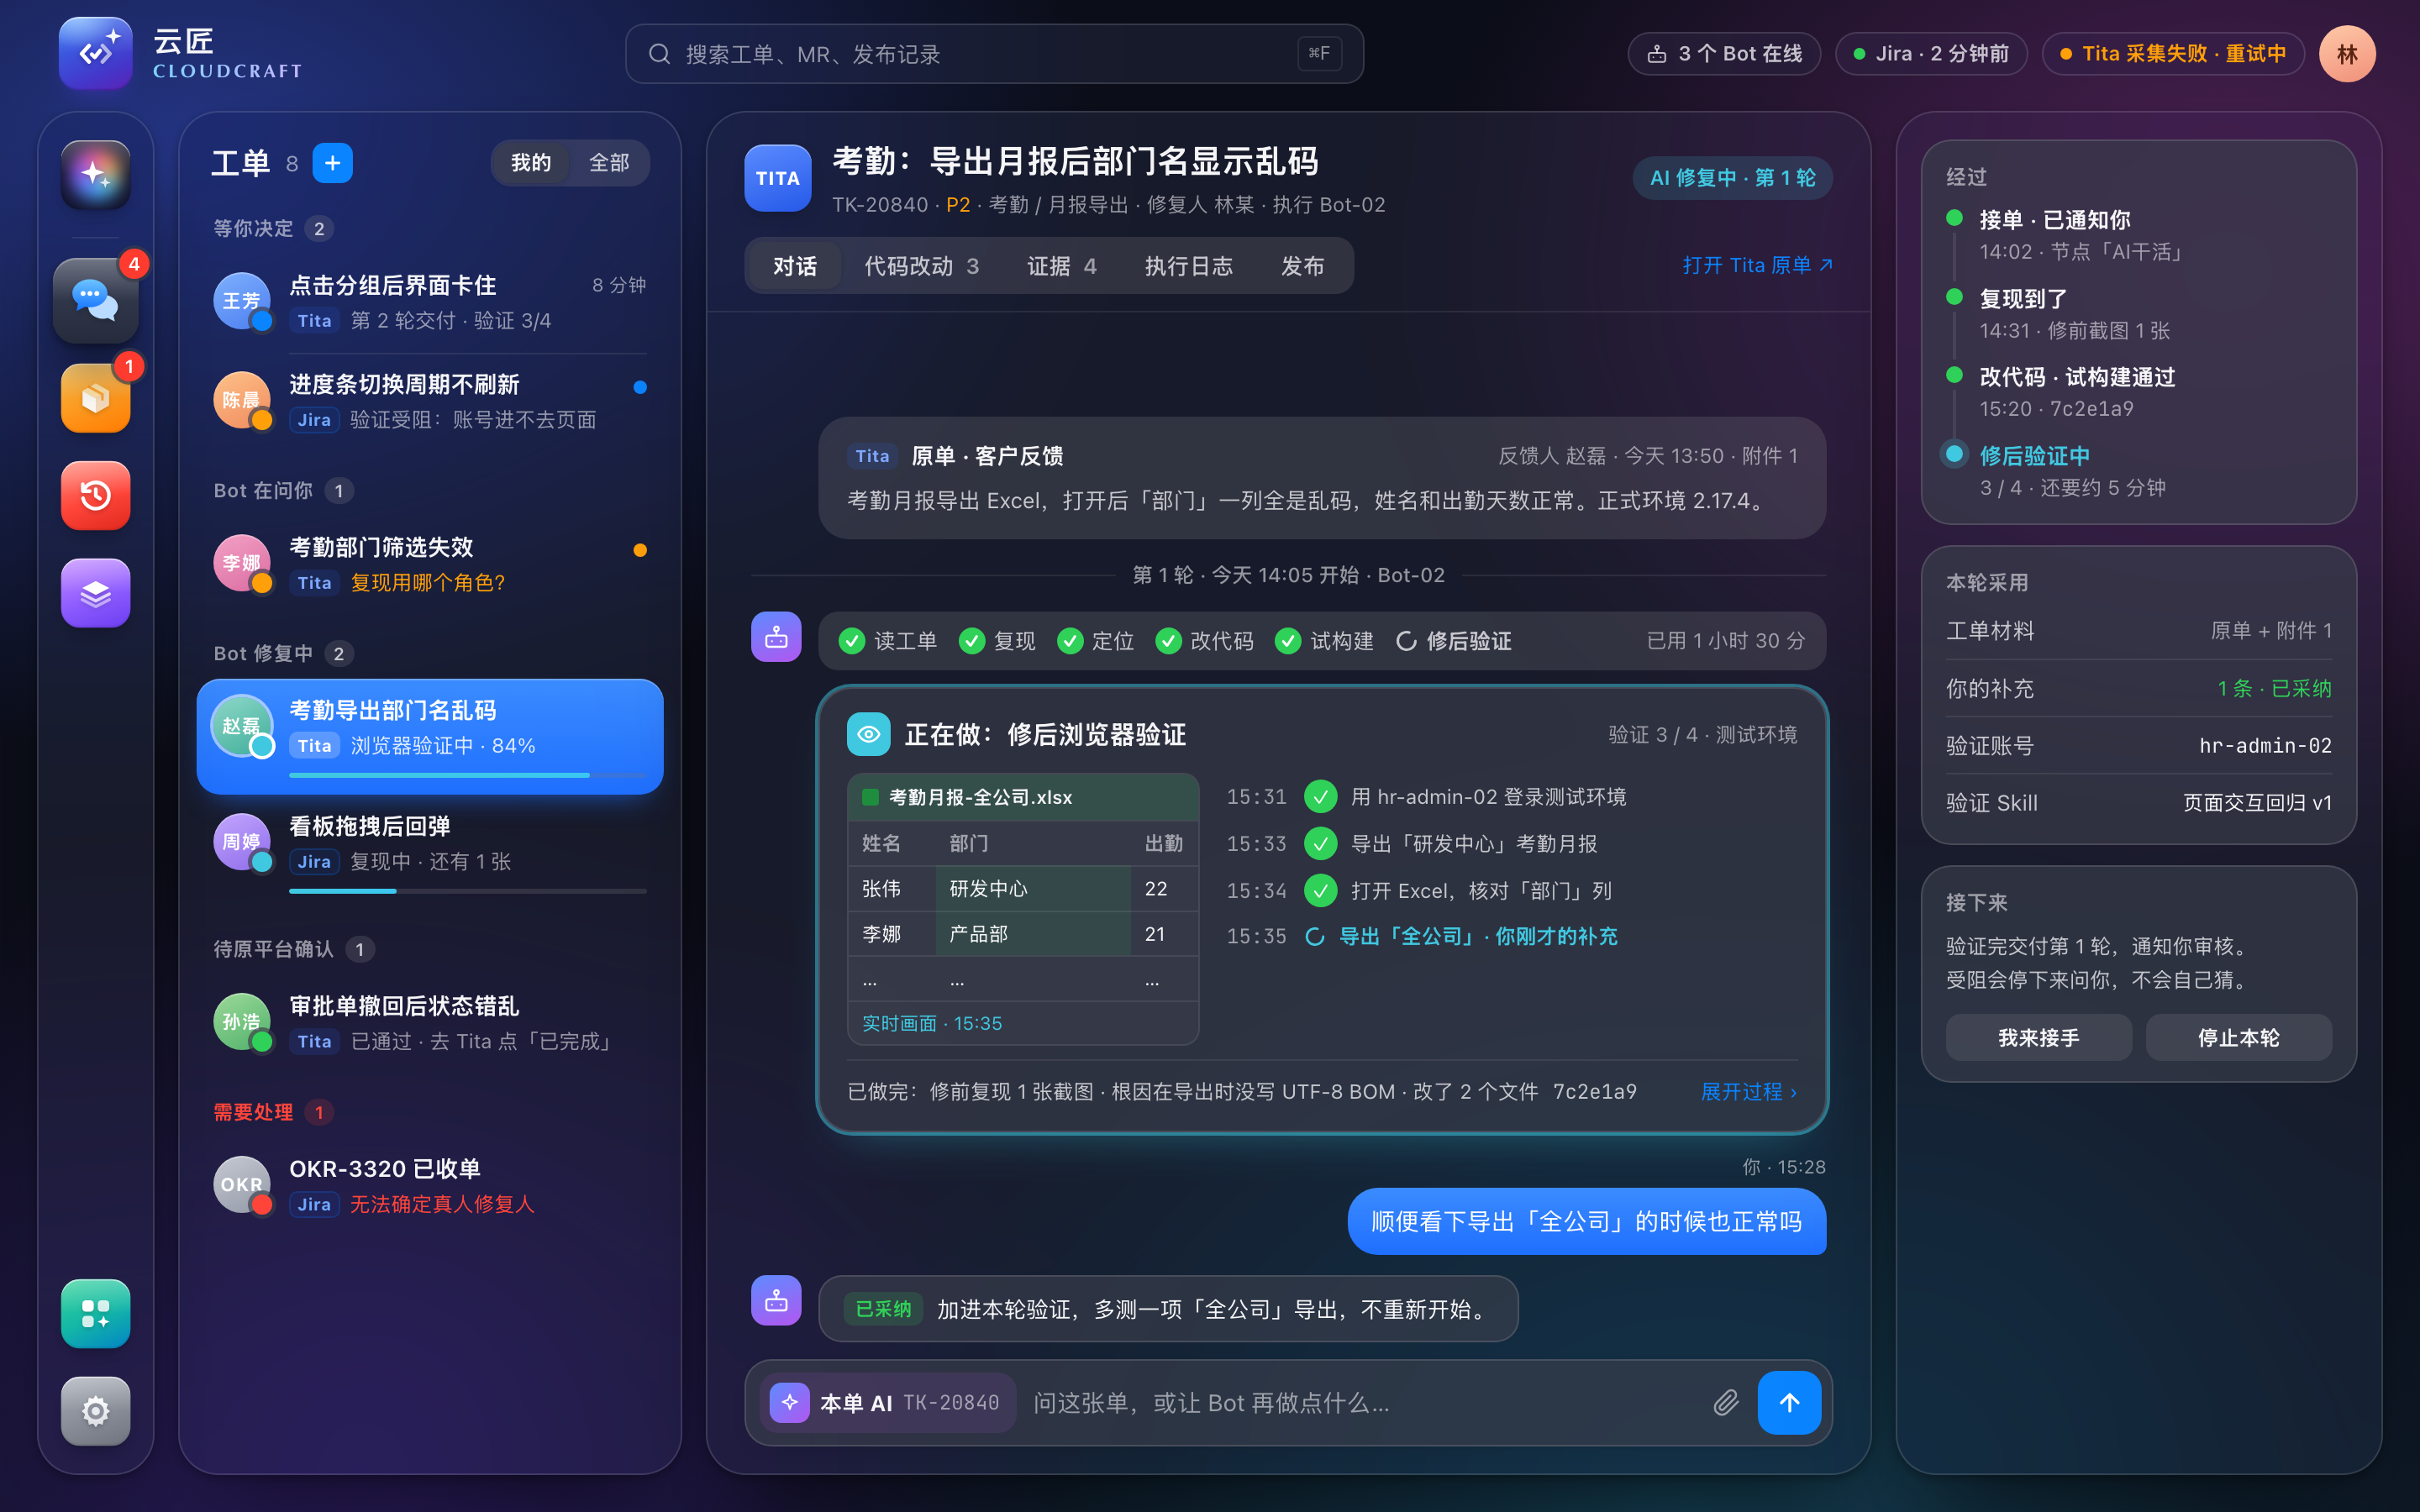 云匠
CLOUDCRAFT
搜索工单、MR、发布记录
⌘F
3 个 Bot 在线
Jira · 2 分钟前
Tita 采集失败 · 重试中
林
4
1
工单 8 +
我的 全部
等你决定 2
王芳
点击分组后界面卡住
8 分钟
Tita 第 2 轮交付 · 验证 3/4
陈晨
进度条切换周期不刷新
Jira 验证受阻：账号进不去页面
Bot 在问你 1
李娜
考勤部门筛选失效
Tita 复现用哪个角色?
Bot 修复中 2
赵磊
考勤导出部门名乱码
Tita 浏览器验证中 · 84%
周婷
看板拖拽后回弹
Jira 复现中 · 还有 1 张
待原平台确认 1
孙浩
审批单撤回后状态错乱
Tita 已通过 · 去 Tita 点「已完成」
需要处理 1
OKR
OKR-3320 已收单
Jira 无法确定真人修复人
TITA
考勤：导出月报后部门名显示乱码
TK-20840 · P2 · 考勤 / 月报导出 · 修复人 林某 · 执行 Bot-02
AI 修复中 · 第 1 轮
对话 代码改动 3 证据 4 执行日志 发布
打开 Tita 原单 ↗
Tita 原单 · 客户反馈
反馈人 赵磊 · 今天 13:50 · 附件 1
考勤月报导出 Excel，打开后「部门」一列全是乱码，姓名和出勤天数正常。正式环境 2.17.4。
第 1 轮 · 今天 14:05 开始 · Bot-02
读工单 复现 定位 改代码 试构建 修后验证
已用 1 小时 30 分
正在做：修后浏览器验证
验证 3 / 4 · 测试环境
考勤月报-全公司.xlsx
姓名 部门 出勤
张伟 研发中心 22
李娜 产品部 21
... ... ...
实时画面 · 15:35
15:31 用 hr-admin-02 登录测试环境
15:33 导出「研发中心」考勤月报
15:34 打开 Excel，核对「部门」列
15:35 导出「全公司」· 你刚才的补充
已做完：修前复现 1 张截图 · 根因在导出时没写 UTF-8 BOM · 改了 2 个文件 7c2e1a9
展开过程 ›
你 · 15:28
顺便看下导出「全公司」的时候也正常吗
已采纳 加进本轮验证，多测一项「全公司」导出，不重新开始。
本单 AI TK-20840 问这张单，或让 Bot 再做点什么...
经过
接单 · 已通知你
14:02 · 节点「AI干活」
复现到了
14:31 · 修前截图 1 张
改代码 · 试构建通过
15:20 · 7c2e1a9
修后验证中
3 / 4 · 还要约 5 分钟
本轮采用
工单材料 原单 + 附件 1
你的补充 1 条 · 已采纳
验证账号 hr-admin-02
验证 Skill 页面交互回归 v1
接下来
验证完交付第 1 轮，通知你审核。
受阻会停下来问你，不会自己猜。
我来接手 停止本轮